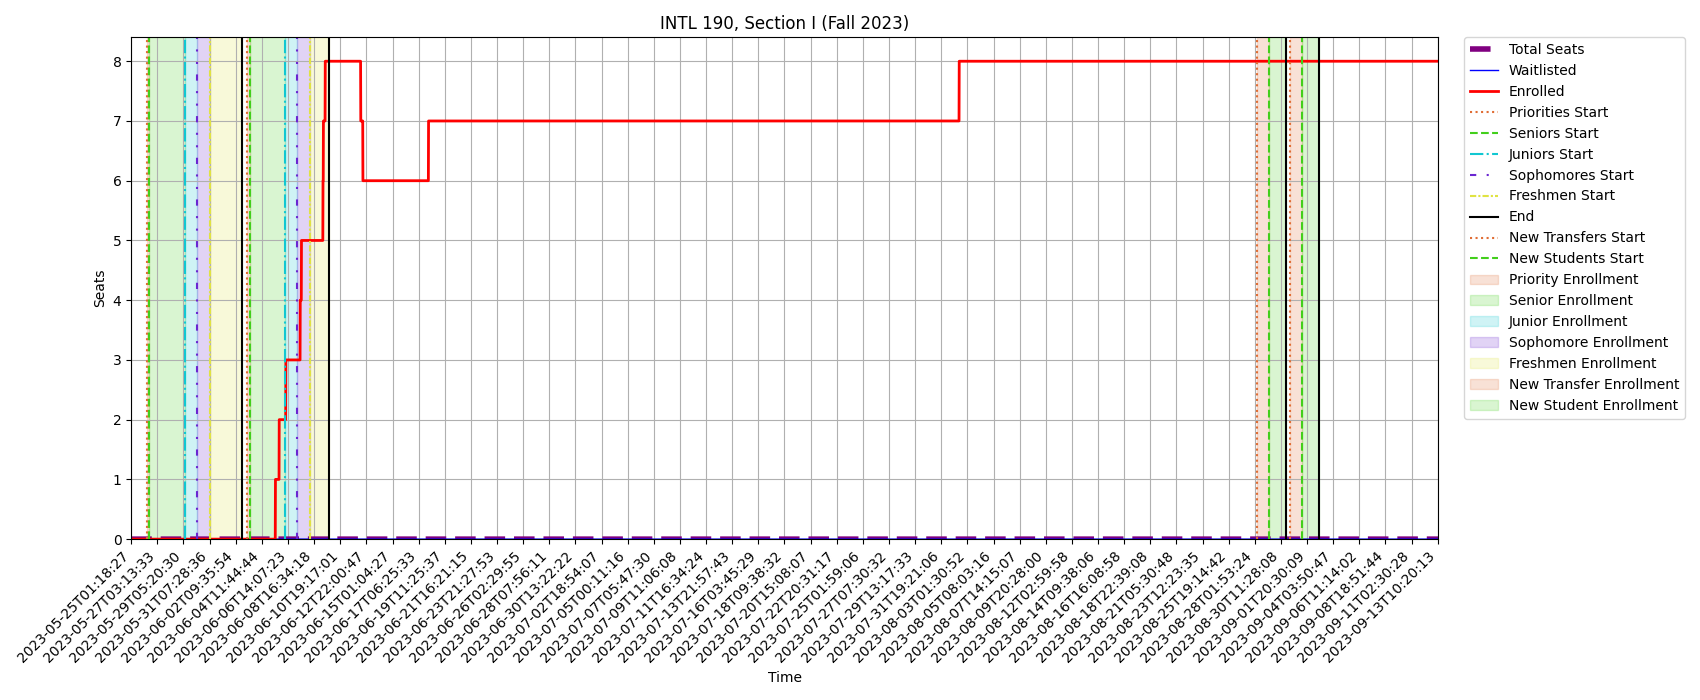 INTL 190, Section I (Fall 2023)
8
7
6
5
4
3
2
1
0
Seats
2023-05-25T01:18:27
2023-05-27T03:13:33
2023-05-29T05:20:30
2023-05-31T07:28:36
2023-06-02T09:35:54
2023-06-04T11:44:44
2023-06-06T14:07:23
2023-06-08T16:34:18
2023-06-10T19:17:01
2023-06-12T22:00:47
2023-06-15T01:04:27
2023-06-17T06:25:33
2023-06-19T11:25:37
2023-06-21T16:21:15
2023-06-23T21:27:53
2023-06-26T02:29:55
2023-06-28T07:56:11
2023-06-30T13:22:22
2023-07-02T18:54:07
2023-07-05T00:11:16
2023-07-07T05:47:30
2023-07-09T11:06:08
2023-07-11T16:34:24
2023-07-13T21:57:43
2023-07-16T03:45:29
2023-07-18T09:38:32
2023-07-20T15:08:07
2023-07-22T20:31:17
2023-07-25T01:59:06
2023-07-27T07:30:32
2023-07-29T13:17:33
2023-07-31T19:21:06
2023-08-03T01:30:52
2023-08-05T08:03:16
2023-08-07T14:15:07
2023-08-09T20:28:00
2023-08-12T02:59:58
2023-08-14T09:38:06
2023-08-16T16:08:58
2023-08-18T22:39:08
2023-08-21T05:30:48
2023-08-23T12:23:35
2023-08-25T19:14:42
2023-08-28T01:53:24
2023-08-30T11:28:08
2023-09-01T20:30:09
2023-09-04T03:50:47
2023-09-06T11:14:02
2023-09-08T18:51:44
2023-09-11T02:30:28
2023-09-13T10:20:13
Time
Total Seats
Waitlisted
Enrolled
Priorities Start
Seniors Start
Juniors Start
Sophomores Start
Freshmen Start
End
New Transfers Start
New Students Start
Priority Enrollment
Senior Enrollment
Junior Enrollment
Sophomore Enrollment
Freshmen Enrollment
New Transfer Enrollment
New Student Enrollment